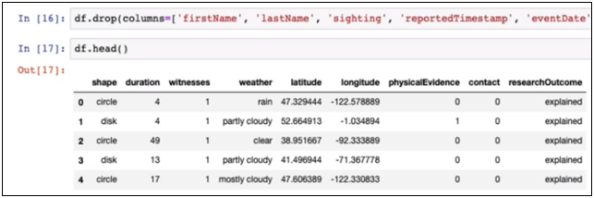 In [16]: df.drop(columns=['firstName', 'lastName', 'sighting', 'reportedTimestamp', 'eventDate'
In [17]: df.head()
Out[17]:
shape duration witnesses weather latitude longitude physicalEvidence contact researchOutcome
0 circle 4 1 rain 47.329444 -122.578889 0 0 explained
1 disk 4 1 partly cloudy 52.664913 -1.034894 1 0 explained
2 circle 49 1 clear 38.951667 -92.333889 0 0 explained
3 disk 13 1 partly cloudy 41.496944 -71.367778 0 0 explained
4 circle 17 1 mostly cloudy 47.606389 -122.330833 0 0 explained